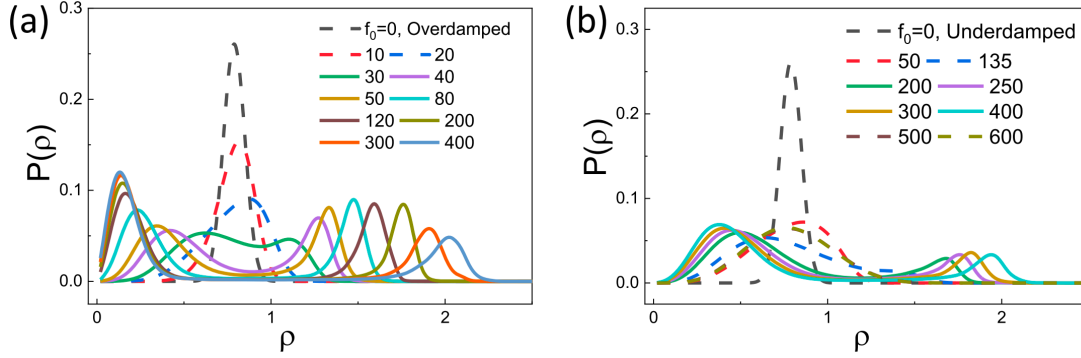 (a)
f₀=0, Overdamped
10 20
30 40
50 80
120 200
300 400
0.3
0.2
0.1
0.0
P(ρ)
0 1 2
ρ
(b)
f₀=0, Underdamped
50 135
200 250
300 400
500 600
0.3
0.2
0.1
0.0
P(ρ)
0 1 2
ρ